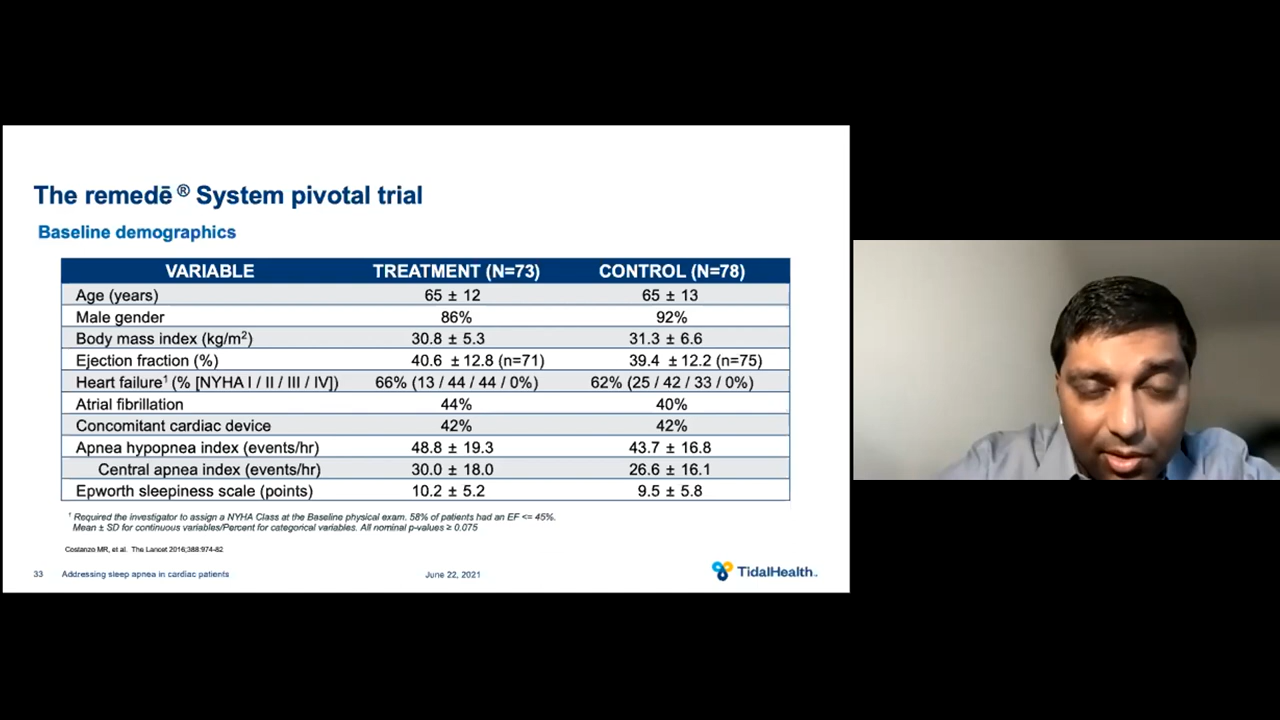 The remedē ® System pivotal trial
Baseline demographics
VARIABLE TREATMENT (N=73) CONTROL (N=78)
Age (years) 65 ± 12 65 ± 13
Male gender 86% 92%
Body mass index (kg/m²) 30.8 ± 5.3 31.3 ± 6.6
Ejection fraction (%) 40.6 ±12.8 (n=71) 39.4 ±12.2 (n=75)
Heart failure¹ (% [NYHA I / II / III / IV]) 66% (13 / 44 / 44 / 0%) 62% (25 / 42 / 33 / 0%)
Atrial fibrillation 44% 40%
Concomitant cardiac device 42% 42%
Apnea hypopnea index (events/hr) 48.8 ± 19.3 43.7 ± 16.8
Central apnea index (events/hr) 30.0 ± 18.0 26.6 ± 16.1
Epworth sleepiness scale (points) 10.2 ± 5.2 9.5 ± 5.8
¹ Required the investigator to assign a NYHA Class at the Baseline physical exam. 58% of patients had an EF <= 45%.
Mean ± SD for continuous variables/Percent for categorical variables. All nominal p-values ≥ 0.075
Costanzo MR, et al. The Lancet 2016;388:974-82
33 Addressing sleep apnea in cardiac patients June 22, 2021 TidalHealth